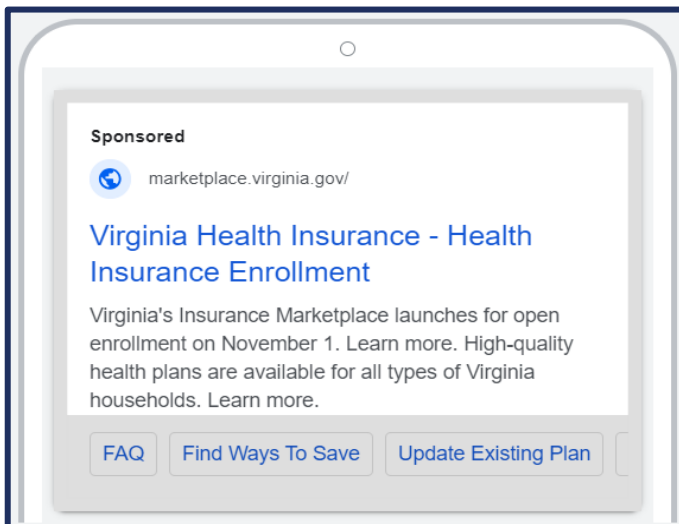 Sponsored
marketplace.virginia.gov/
Virginia Health Insurance - Health
Insurance Enrollment
Virginia's Insurance Marketplace launches for open
enrollment on November 1. Learn more. High-quality
health plans are available for all types of Virginia
households. Learn more.
FAQ Find Ways To Save Update Existing Plan